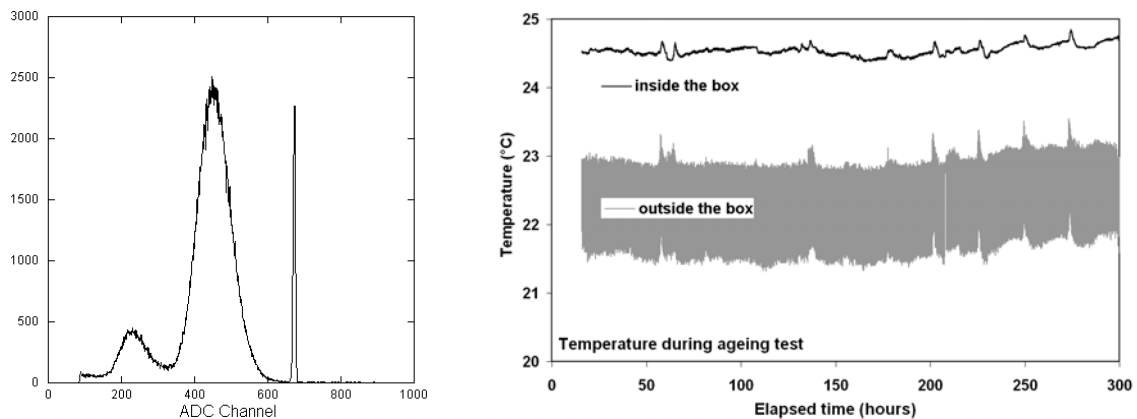 3000
2500
2000
1500
1000
500
0
0 200 400 600 800 1000
ADC Channel
25
24
23
22
21
20
Temperature (°C)
inside the box
outside the box
Temperature during ageing test
0 50 100 150 200 250 300
Elapsed time (hours)